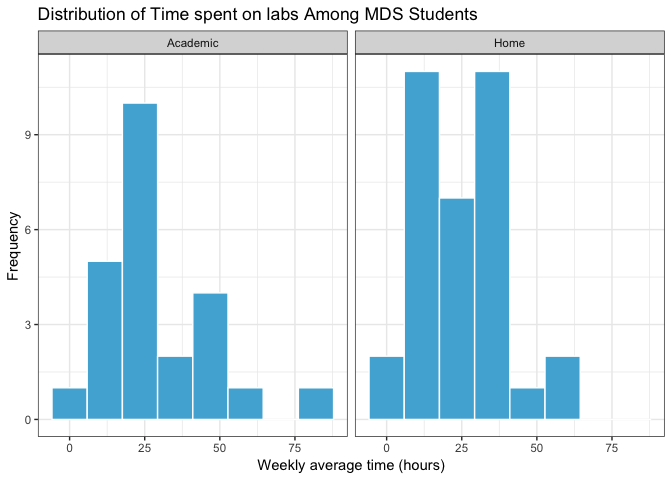 Distribution of Time spent on labs Among MDS Students
Academic
Home
9
6
3
0
Frequency
0 25 50 75
0 25 50 75
Weekly average time (hours)